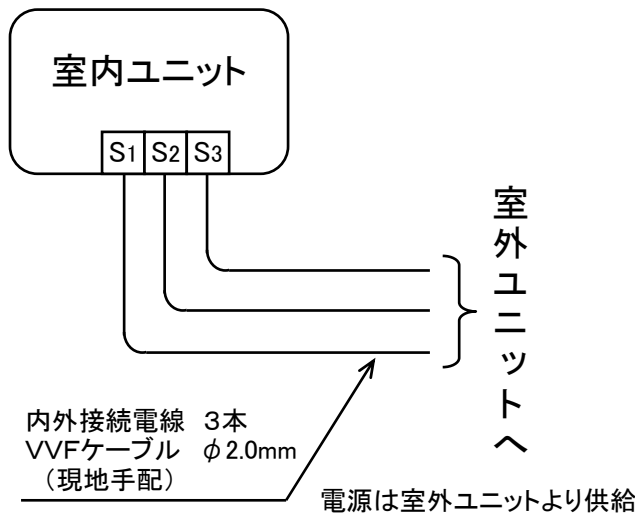 室内ユニット
S1 S2 S3
室外ユニットへ
内外接続電線 3本
VVFケーブル φ2.0mm
(現地手配)
電源は室外ユニットより供給